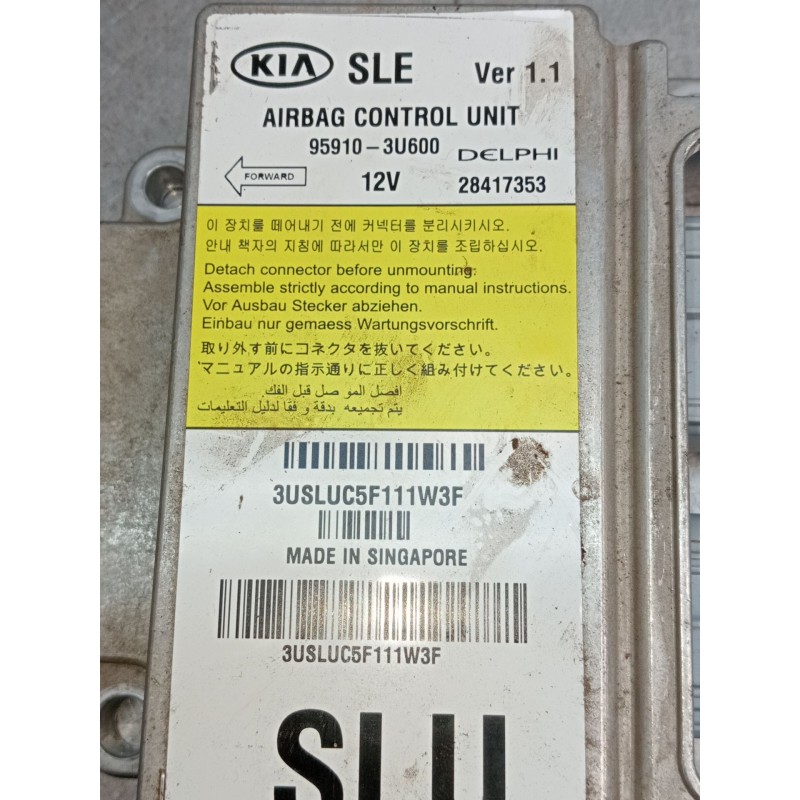 KIA SLE Ver 1.1
AIRBAG CONTROL UNIT
95910-3U600 DELPHI
FORWARD 12V 28417353
이 장치를 떼어내기 전에 커넥터를 분리시키시오.
안내 책자의 지침에 따라서만 이 장치를 조립하십시오.
Detach connector before unmounting.
Assemble strictly according to manual instructions.
Vor Ausbau Stecker abziehen.
Einbau nur gemaess Wartungsvorschrift.
取り外す前にコネクタを抜いてください。
マニュアルの指示通りに正しく組み付けてください。
افصل المو صل قبل الفك
يتم تجميعه بدقة و فقا لدليل التعليمات
3USLUC5F111W3F
MADE IN SINGAPORE
3USLUC5F111W3F
SLU